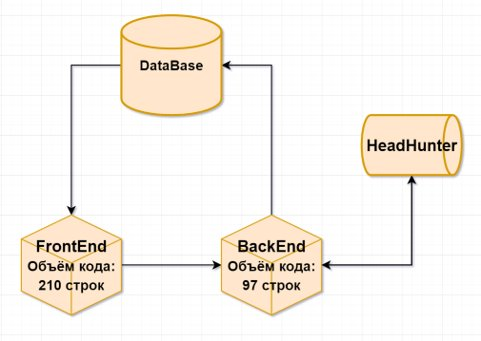 DataBase
HeadHunter
FrontEnd
Объём кода:
210 строк
BackEnd
Объём кода:
97 строк